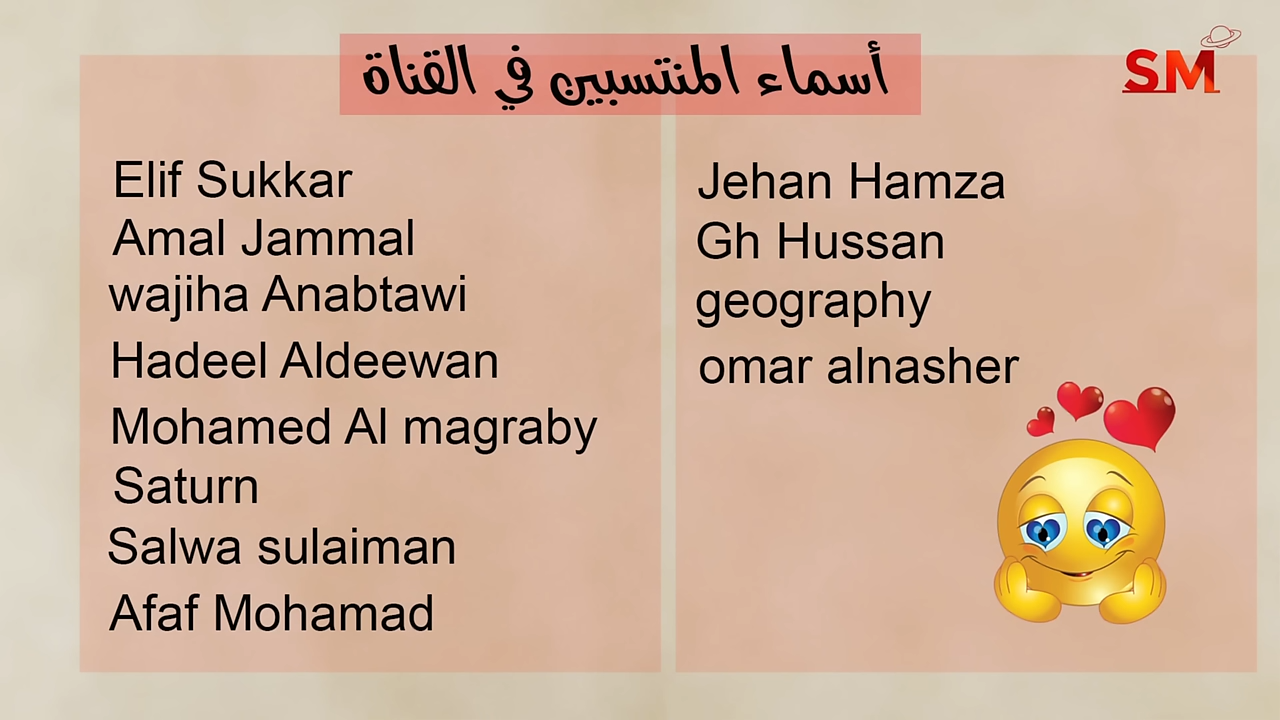 أسماء المنتسبين في القناة
SM
Elif Sukkar
Amal Jammal
wajiha Anabtawi
Hadeel Aldeewan
Mohamed Al magraby
Saturn
Salwa sulaiman
Afaf Mohamad
Jehan Hamza
Gh Hussan
geography
omar alnasher